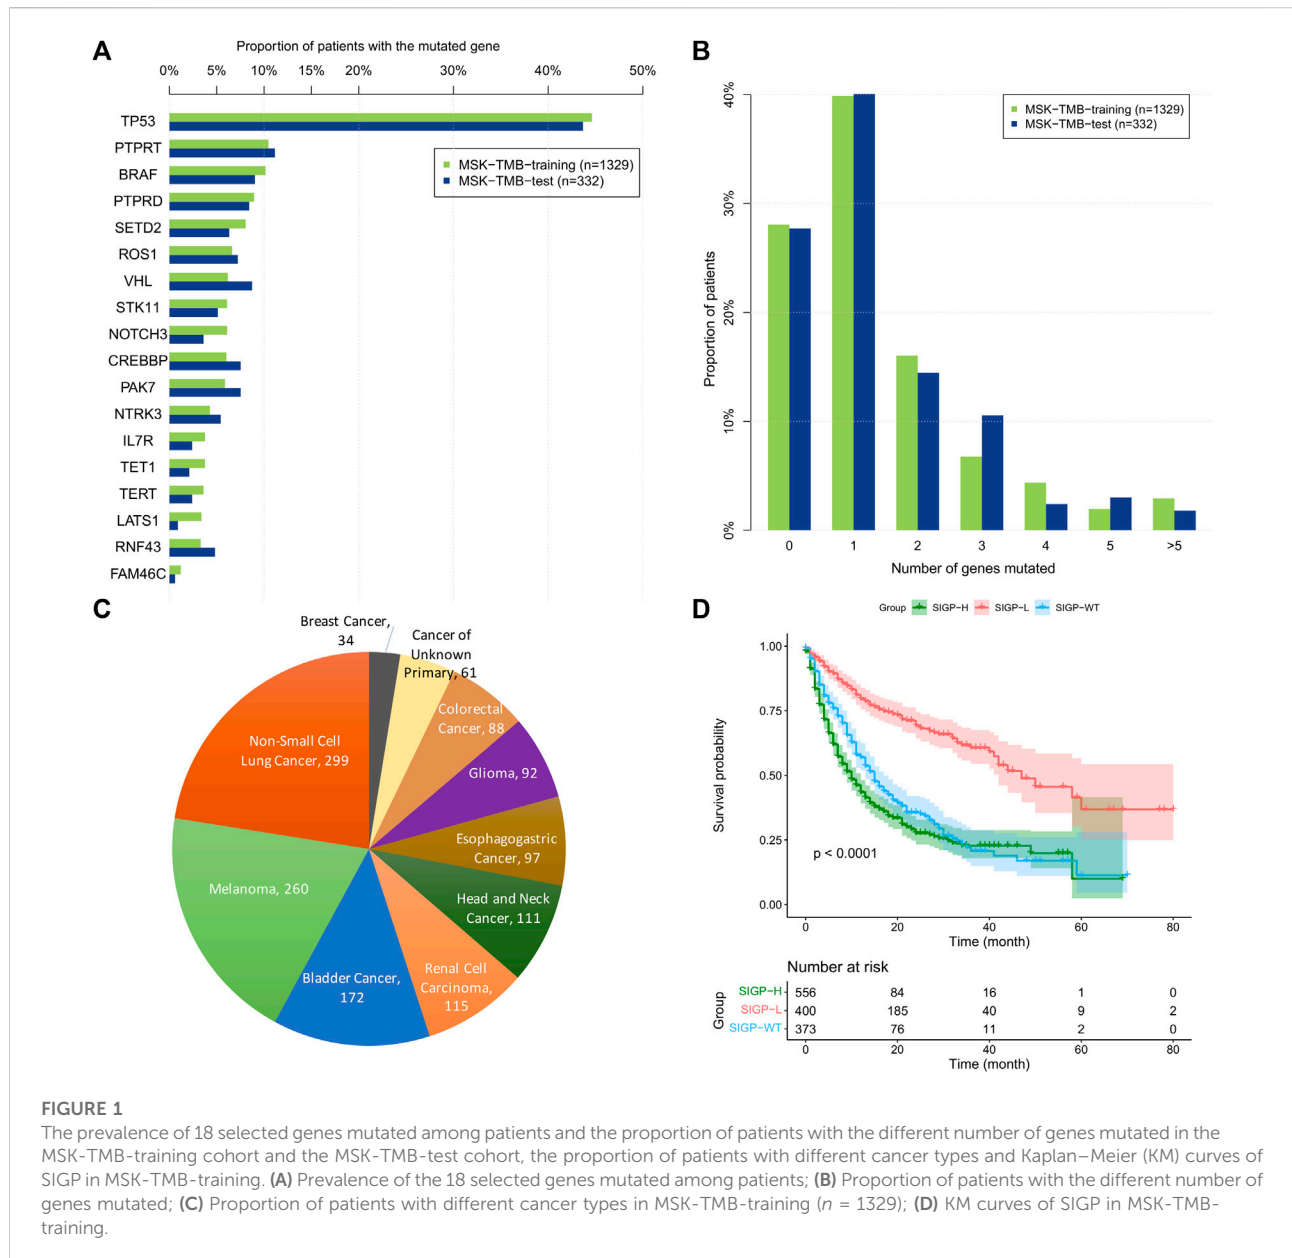 A
Proportion of patients with the mutated gene
0% 5% 10% 15% 20% 30% 40% 50%
TP53
PTPRT
BRAF
PTPRD
SETD2
ROS1
VHL
STK11
NOTCH3
CREBBP
PAK7
NTRK3
IL7R
TET1
TERT
LATS1
RNF43
FAM46C
MSK−TMB−training (n=1329)
MSK−TMB−test (n=332)
B
Proportion of patients
40%
30%
20%
10%
0%
MSK−TMB−training (n=1329)
MSK−TMB−test (n=332)
0 1 2 3 4 5 >5
Number of genes mutated
C
Breast Cancer,
34
Cancer of
Unknown
Primary, 61
Colorectal
Cancer, 88
Glioma, 92
Esophagogastric
Cancer, 97
Head and Neck
Cancer, 111
Renal Cell
Carcinoma,
115
Bladder Cancer,
172
Melanoma, 260
Non-Small Cell
Lung Cancer, 299
D
Group SIGP−H SIGP−L SIGP−WT
Survival probability
1.00
0.75
0.50
0.25
0.00
p < 0.0001
0 20 40 60 80
Time (month)
Number at risk
Group
SIGP−H 556 84 16 1 0
SIGP−L 400 185 40 9 2
SIGP−WT 373 76 11 2 0
0 20 40 60 80
Time (month)
FIGURE 1
The prevalence of 18 selected genes mutated among patients and the proportion of patients with the different number of genes mutated in the
MSK-TMB-training cohort and the MSK-TMB-test cohort, the proportion of patients with different cancer types and Kaplan–Meier (KM) curves of
SIGP in MSK-TMB-training. (A) Prevalence of the 18 selected genes mutated among patients; (B) Proportion of patients with the different number of
genes mutated; (C) Proportion of patients with different cancer types in MSK-TMB-training (n = 1329); (D) KM curves of SIGP in MSK-TMB-
training.